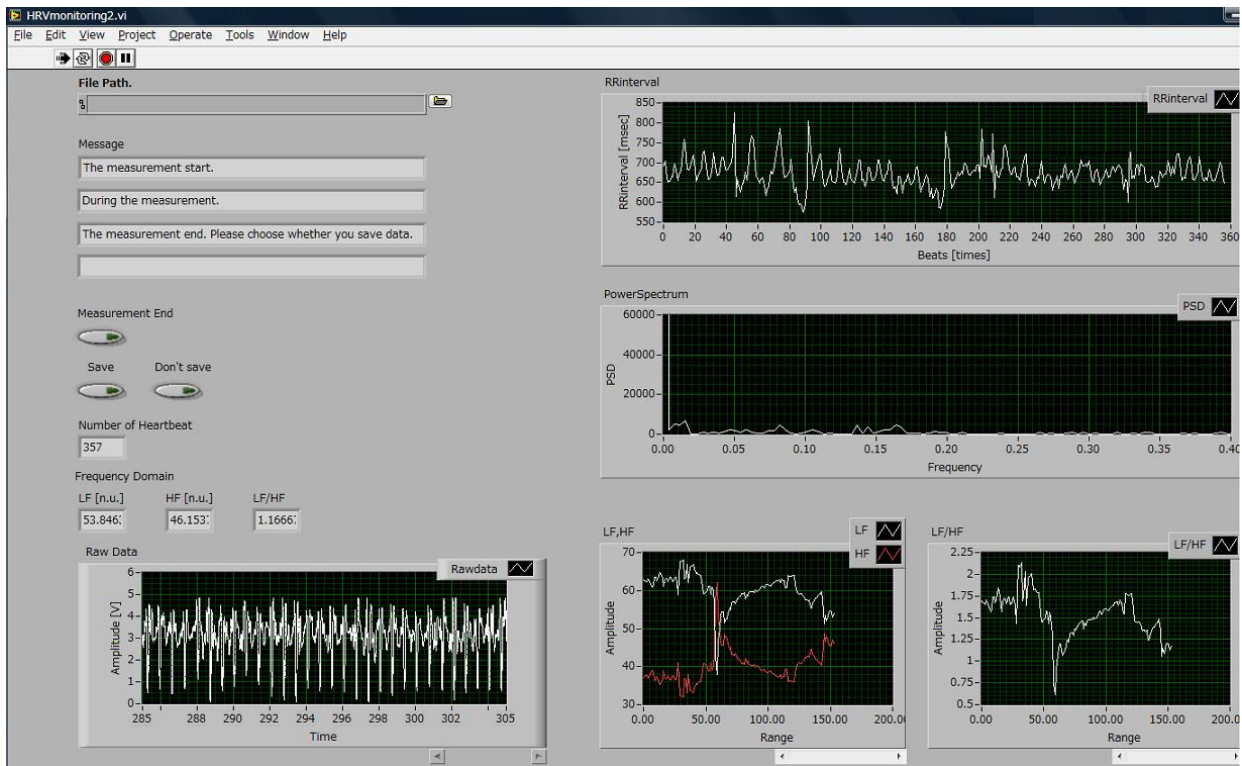 HRVmonitoring2.vi
File Edit View Project Operate Tools Window Help
File Path.
Message
The measurement start.
During the measurement.
The measurement end. Please choose whether you save data.
Measurement End
Save Don't save
Number of Heartbeat
357
Frequency Domain
LF [n.u.] HF [n.u.] LF/HF
53.846 46.153 1.1666
Raw Data
Rawdata
Amplitude [V]
6
5
4
3
2
1
0
285 288 290 292 294 296 298 300 302 305
Time
RRinterval
RRinterval
RRinterval [msec]
850
800
750
700
650
600
550
0 20 40 60 80 100 120 140 160 180 200 220 240 260 280 300 320 340 360
Beats [times]
PowerSpectrum
PSD
PSD
60000
40000
20000
0
0.00 0.05 0.10 0.15 0.20 0.25 0.30 0.35 0.40
Frequency
LF,HF
LF
HF
Amplitude
70
60
50
40
30
0.00 50.00 100.00 150.00 200.00
Range
LF/HF
LF/HF
Amplitude
2.25
2
1.75
1.5
1.25
1
0.75
0.5
0.00 50.00 100.00 150.00 200.00
Range